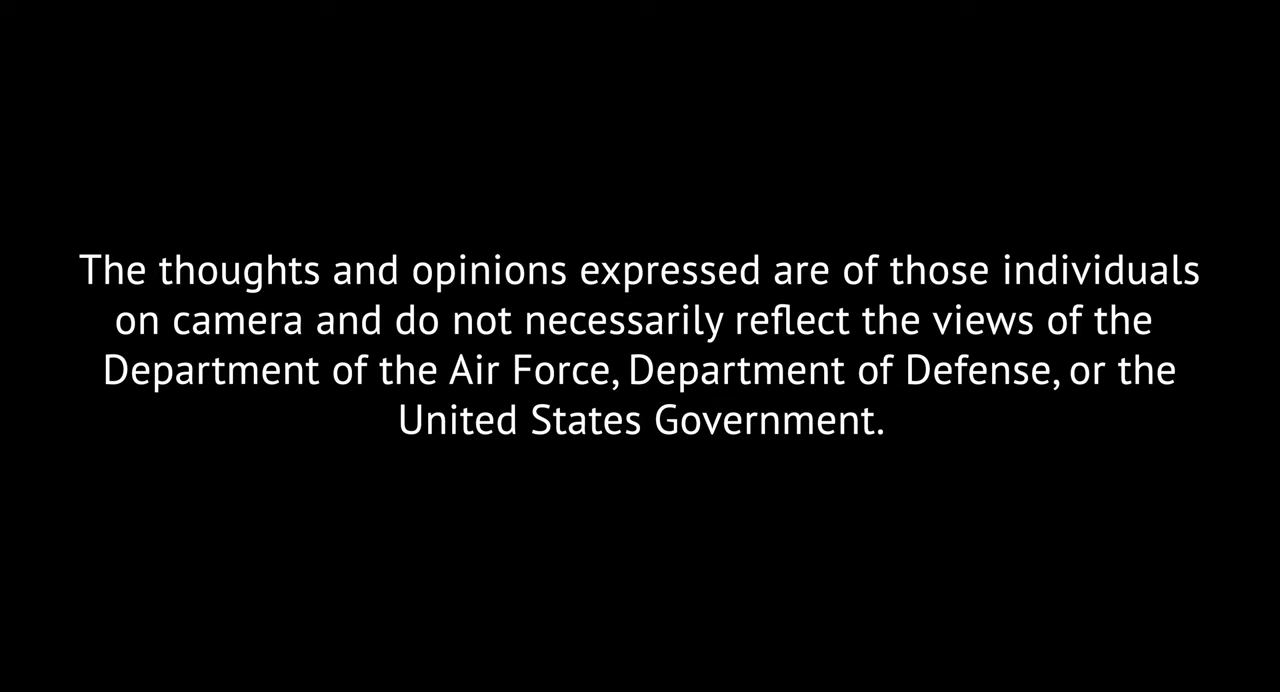 The thoughts and opinions expressed are of those individuals
on camera and do not necessarily reflect the views of the
Department of the Air Force, Department of Defense, or the
United States Government.